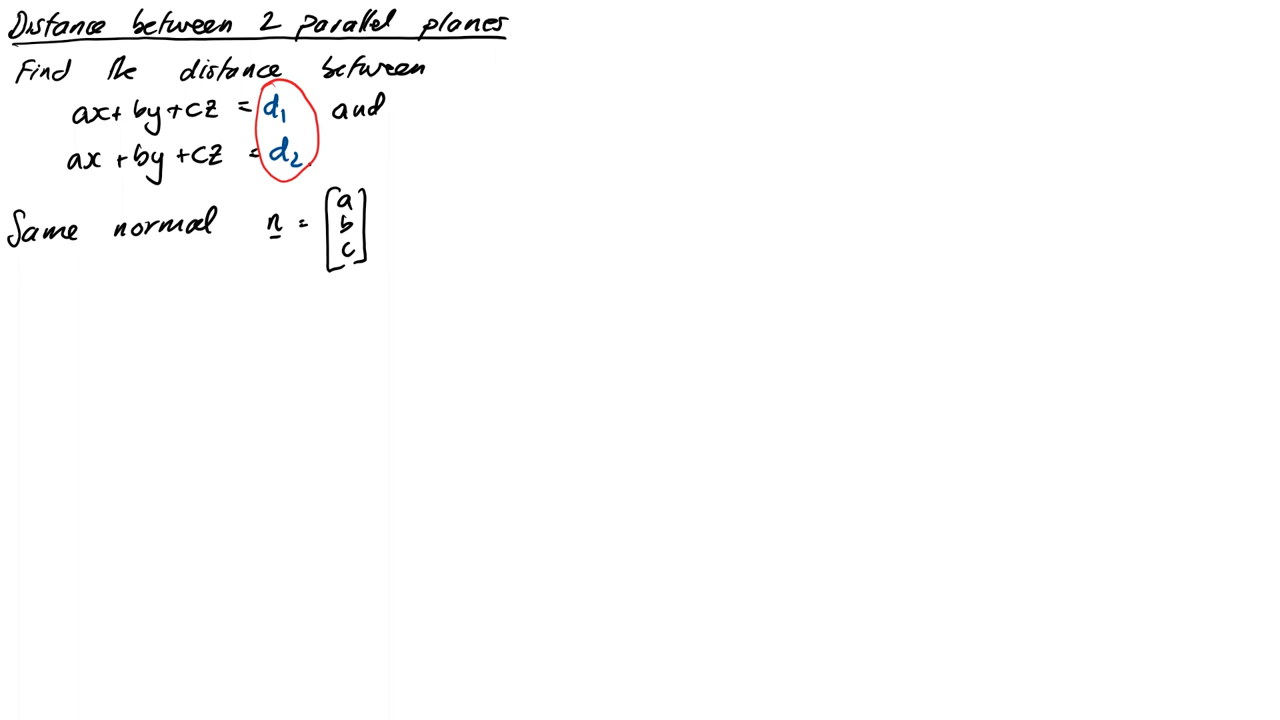 Distance between 2 parallel planes
Find the distance between
ax + by + cz = d₁ and
ax + by + cz = d₂.
Same normal n = [a
b
c]